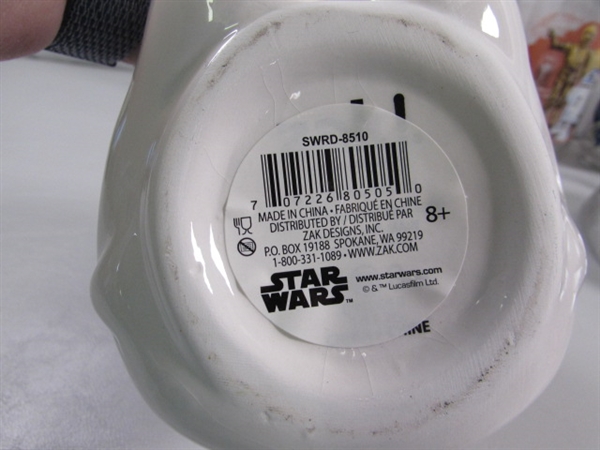 SWRD-8510
7 07226 80505 0
MADE IN CHINA • FABRIQUÉ EN CHINE
DISTRIBUTED BY / DISTRIBUÉ PAR
ZAK DESIGNS, INC.
P.O. BOX 19188 SPOKANE, WA 99219
1-800-331-1089 • WWW.ZAK.COM
8+
STAR
WARS™
www.starwars.com
© & ™ Lucasfilm Ltd.